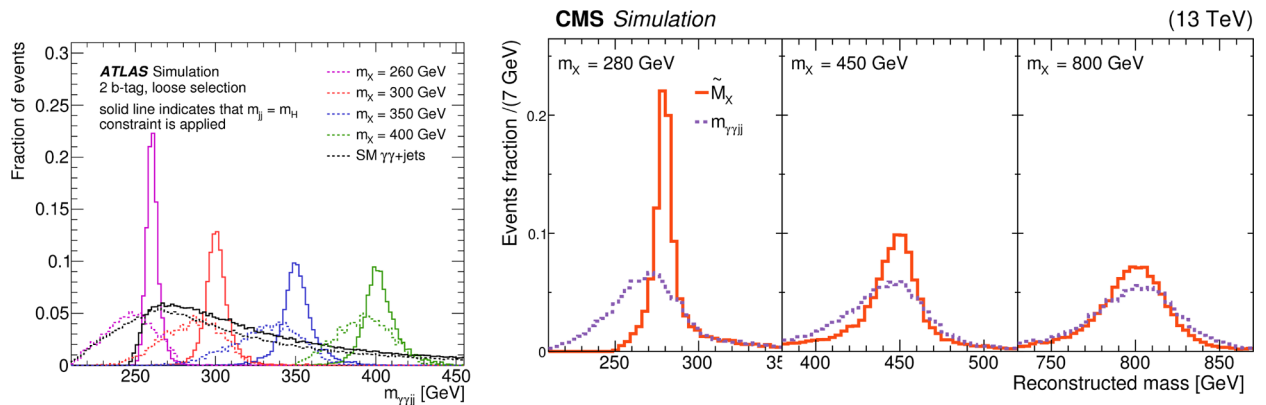 ATLAS Simulation
2 b-tag, loose selection
solid line indicates that m_jj = m_H
constraint is applied
m_X = 260 GeV
m_X = 300 GeV
m_X = 350 GeV
m_X = 400 GeV
SM γγ+jets
Fraction of events
0.3
0.25
0.2
0.15
0.1
0.05
0
250 300 350 400 450
m_γγjj [GeV]
CMS Simulation (13 TeV)
m_X = 280 GeV
m_X = 450 GeV
m_X = 800 GeV
M̃_X
m_γγjj
Events fraction /(7 GeV)
0.2
0.1
0
250 300 35 400 450 500 750 800 850
Reconstructed mass [GeV]